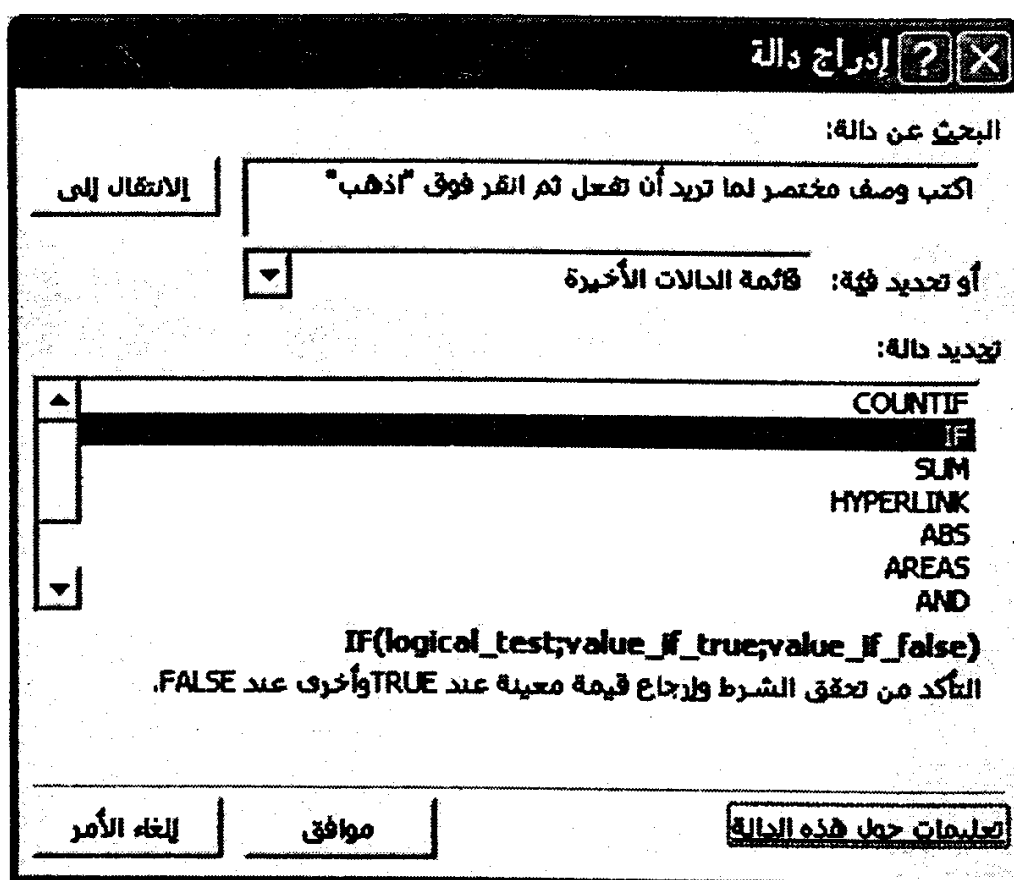 إدراج دالة
البحث عن دالة:
اكتب وصف مختصر لما تريد أن تفعل ثم انقر فوق "اذهب"
الانتقال إلى
أو تحديد فئة: قائمة الدالات الأخيرة
تحديد دالة:
COUNTIF
IF
SUM
HYPERLINK
ABS
AREAS
AND
IF(logical_test;value_if_true;value_if_false)
التأكد من تحقق الشرط وإرجاع قيمة معينة عند TRUEوأخرى عند FALSE.
تعليمات حول هذه الدالة
موافق
إلغاء الأمر